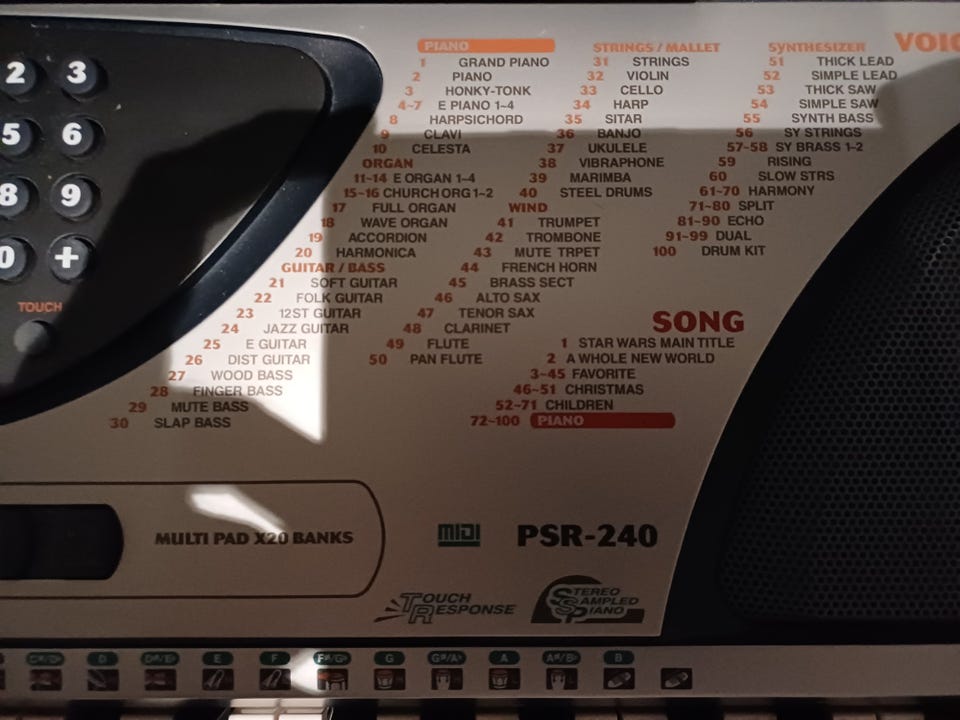 VOIC
PIANO
1 GRAND PIANO
2 PIANO
3 HONKY-TONK
4~7 E PIANO 1~4
8 HARPSICHORD
9 CLAVI
10 CELESTA
ORGAN
11~14 E ORGAN 1~4
15~16 CHURCH ORG 1~2
17 FULL ORGAN
18 WAVE ORGAN
19 ACCORDION
20 HARMONICA
GUITAR / BASS
21 SOFT GUITAR
22 FOLK GUITAR
23 12ST GUITAR
24 JAZZ GUITAR
25 E GUITAR
26 DIST GUITAR
27 WOOD BASS
28 FINGER BASS
29 MUTE BASS
30 SLAP BASS
STRINGS / MALLET
31 STRINGS
32 VIOLIN
33 CELLO
34 HARP
35 SITAR
36 BANJO
37 UKULELE
38 VIBRAPHONE
39 MARIMBA
40 STEEL DRUMS
WIND
41 TRUMPET
42 TROMBONE
43 MUTE TRPET
44 FRENCH HORN
45 BRASS SECT
46 ALTO SAX
47 TENOR SAX
48 CLARINET
49 FLUTE
50 PAN FLUTE
SYNTHESIZER
51 THICK LEAD
52 SIMPLE LEAD
53 THICK SAW
54 SIMPLE SAW
55 SYNTH BASS
56 SY STRINGS
57~58 SY BRASS 1~2
59 RISING
60 SLOW STRS
61~70 HARMONY
71~80 SPLIT
81~90 ECHO
91~99 DUAL
100 DRUM KIT
SONG
1 STAR WARS MAIN TITLE
2 A WHOLE NEW WORLD
3~45 FAVORITE
46~51 CHRISTMAS
52~71 CHILDREN
72~100 PIANO
2 3
5 6
8 9
0 +
TOUCH
MULTI PAD X20 BANKS
MIDI
PSR-240
TOUCH RESPONSE
STEREO SAMPLED PIANO
C#/D♭ D D#/E♭ E F F#/G♭ G G#/A♭ A A#/B♭ B